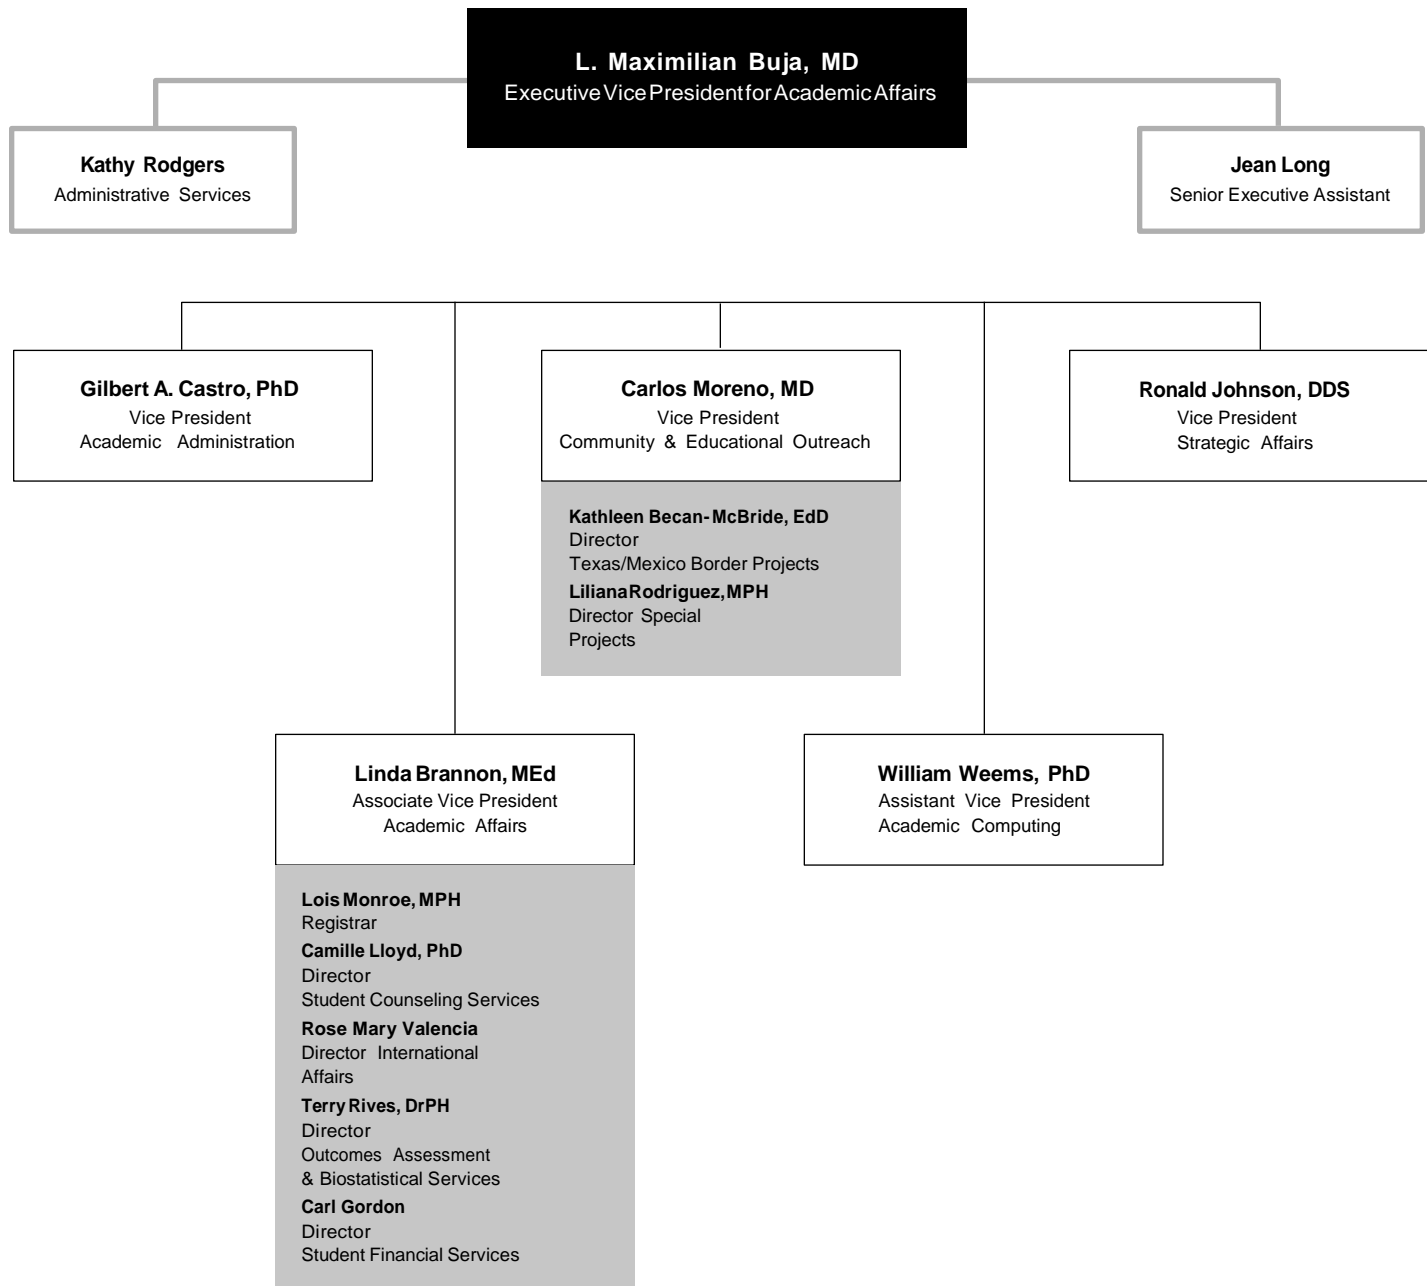 L. Maximilian Buja, MD
Executive Vice President for Academic Affairs
Kathy Rodgers
Administrative Services
Jean Long
Senior Executive Assistant
Gilbert A. Castro, PhD
Vice President
Academic Administration
Carlos Moreno, MD
Vice President
Community & Educational Outreach
Ronald Johnson, DDS
Vice President
Strategic Affairs
Kathleen Becan-McBride, EdD
Director
Texas/Mexico Border Projects
Liliana Rodriguez, MPH
Director Special
Projects
Linda Brannon, MEd
Associate Vice President
Academic Affairs
William Weems, PhD
Assistant Vice President
Academic Computing
Lois Monroe, MPH
Registrar
Camille Lloyd, PhD
Director
Student Counseling Services
Rose Mary Valencia
Director International
Affairs
Terry Rives, DrPH
Director
Outcomes Assessment
& Biostatistical Services
Carl Gordon
Director
Student Financial Services